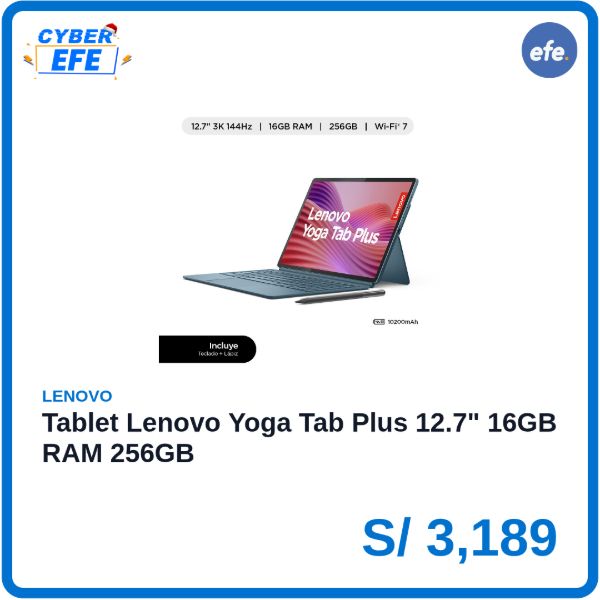 CYBER
EFE
efe.
12.7" 3K 144Hz | 16GB RAM | 256GB | Wi-Fi® 7
Lenovo
Yoga Tab Plus
Lenovo
10200mAh
Incluye
Teclado + Lápiz
LENOVO
Tablet Lenovo Yoga Tab Plus 12.7" 16GB
RAM 256GB
S/ 3,189